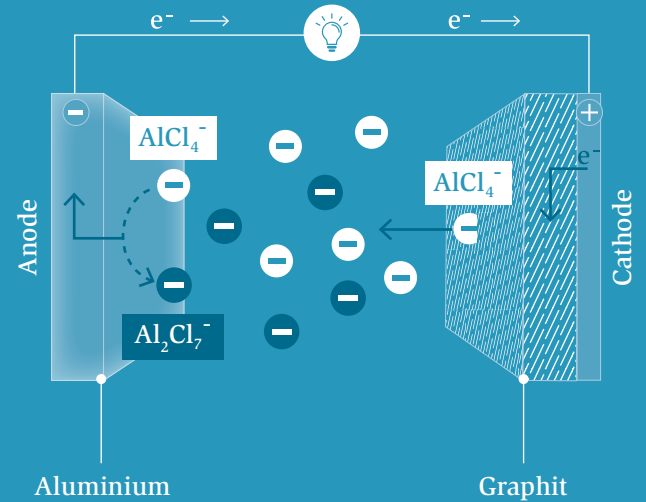 e⁻ → e⁻ →
− +
AlCl₄⁻
AlCl₄⁻
e⁻
Anode
Cathode
Al₂Cl₇⁻
Aluminium
Graphit